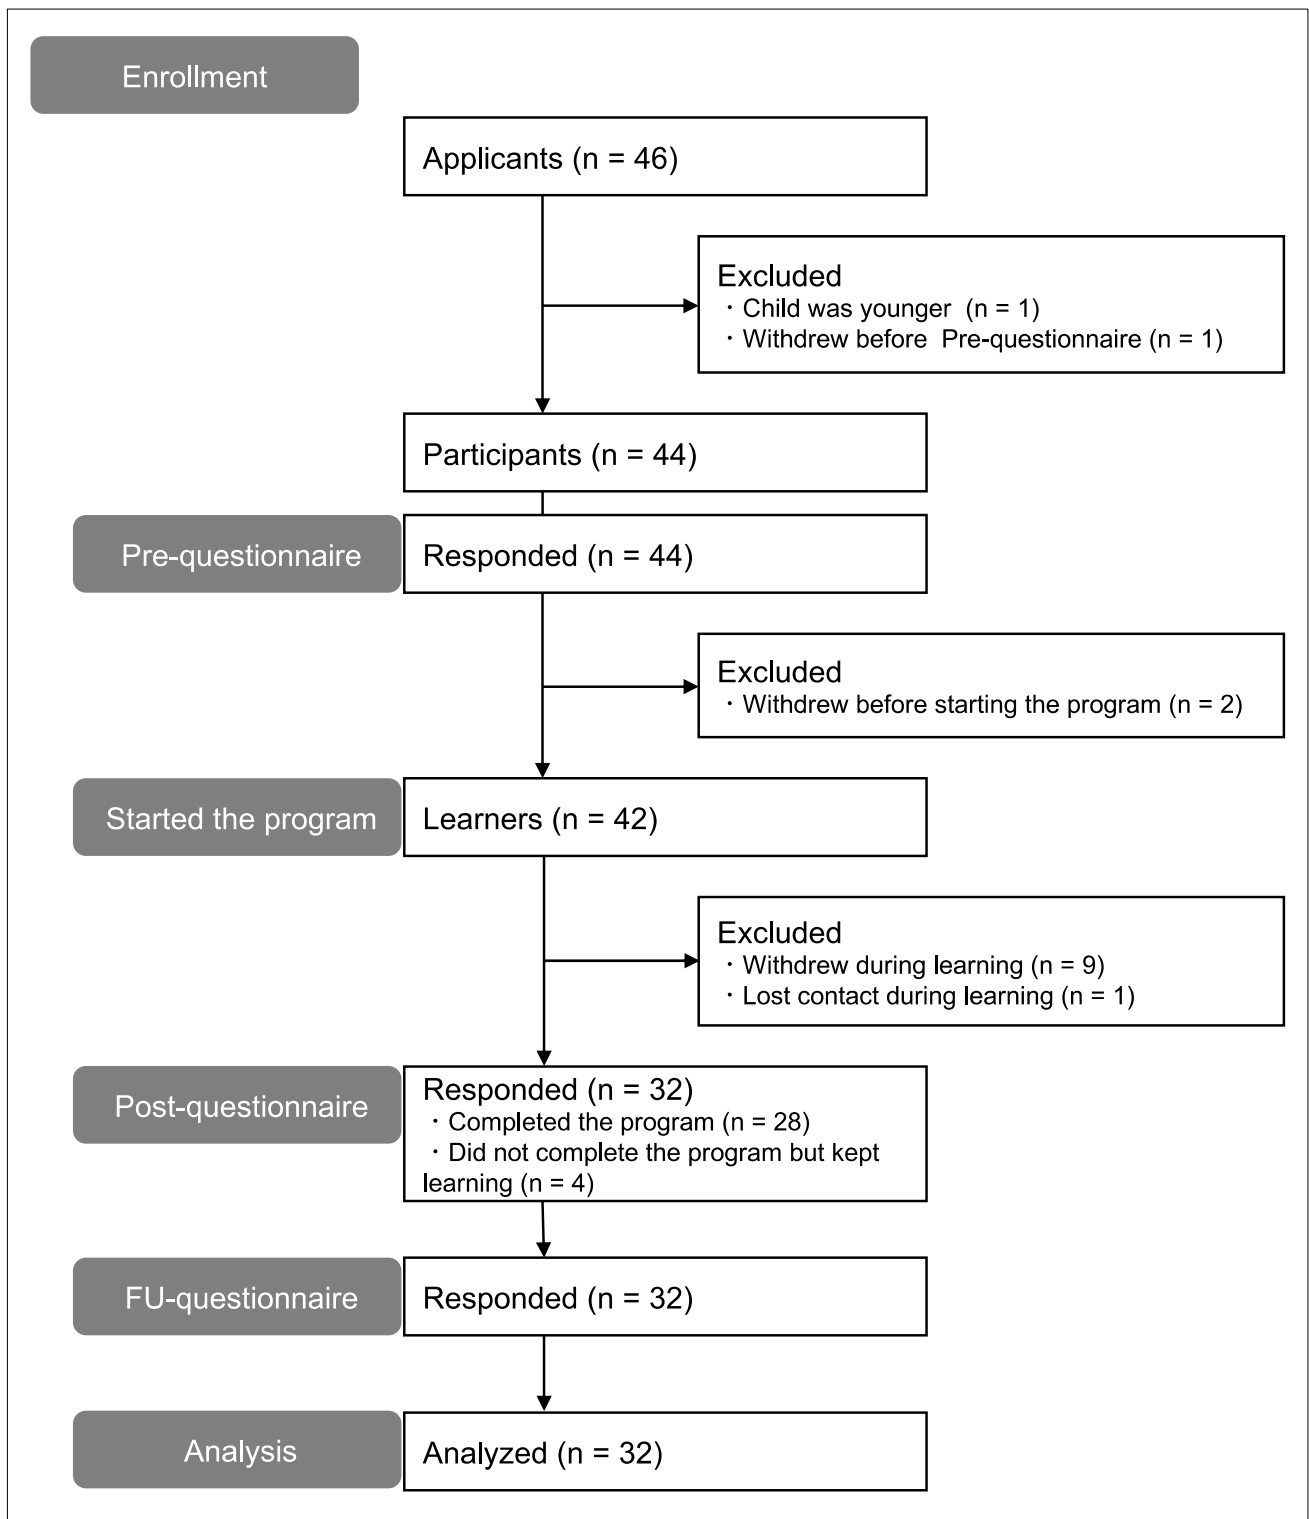 Enrollment
Applicants (n = 46)
Excluded
・Child was younger (n = 1)
・Withdrew before Pre-questionnaire (n = 1)
Participants (n = 44)
Pre-questionnaire
Responded (n = 44)
Excluded
・Withdrew before starting the program (n = 2)
Started the program
Learners (n = 42)
Excluded
・Withdrew during learning (n = 9)
・Lost contact during learning (n = 1)
Post-questionnaire
Responded (n = 32)
・Completed the program (n = 28)
・Did not complete the program but kept
learning (n = 4)
FU-questionnaire
Responded (n = 32)
Analysis
Analyzed (n = 32)